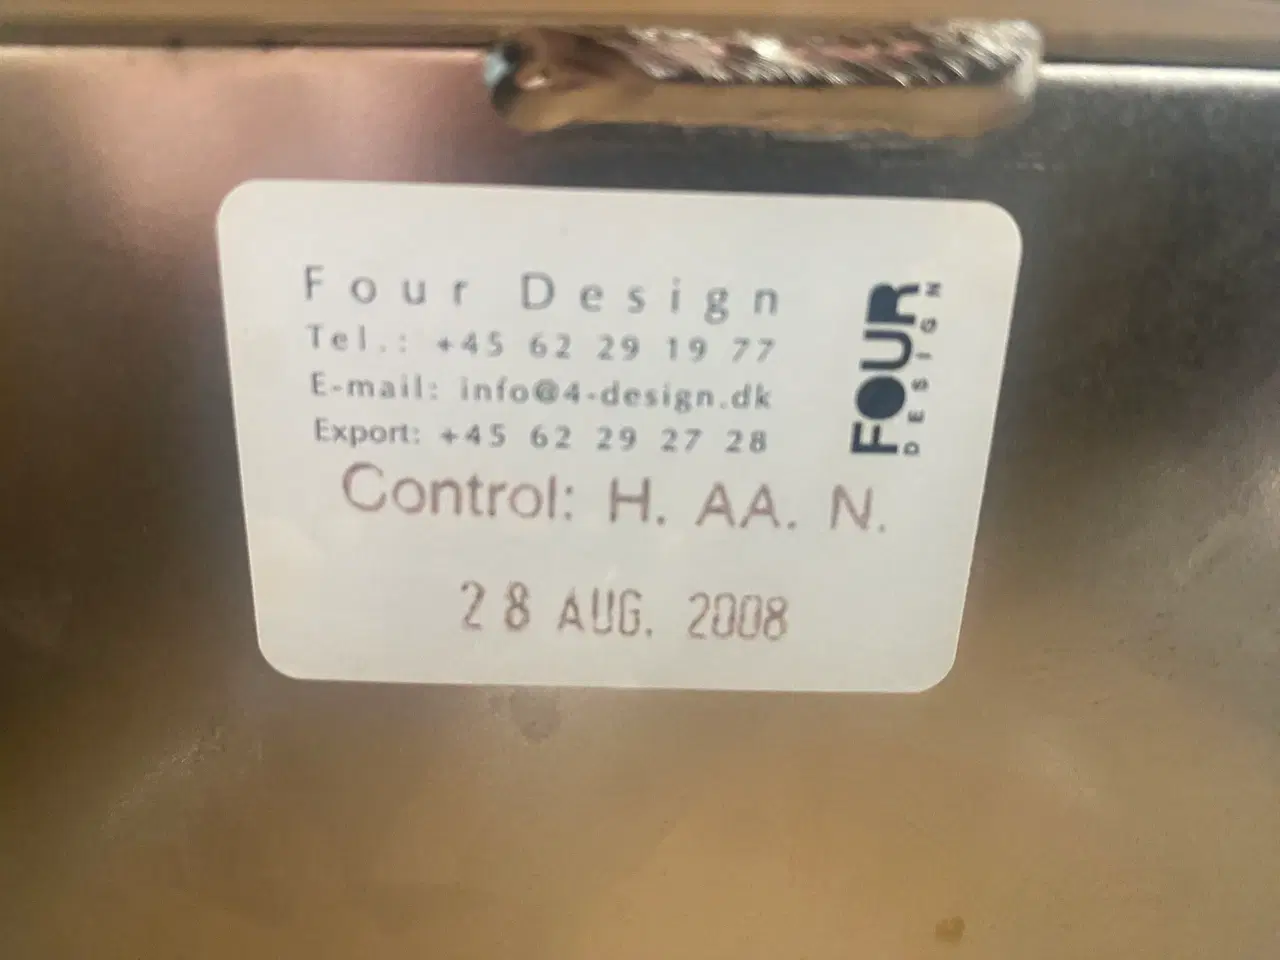 Four Design
Tel.: +45 62 29 19 77
E-mail: info@4-design.dk
Export: +45 62 29 27 28
Control: H. AA. N.
28 AUG. 2008
FOUR
DESIGN